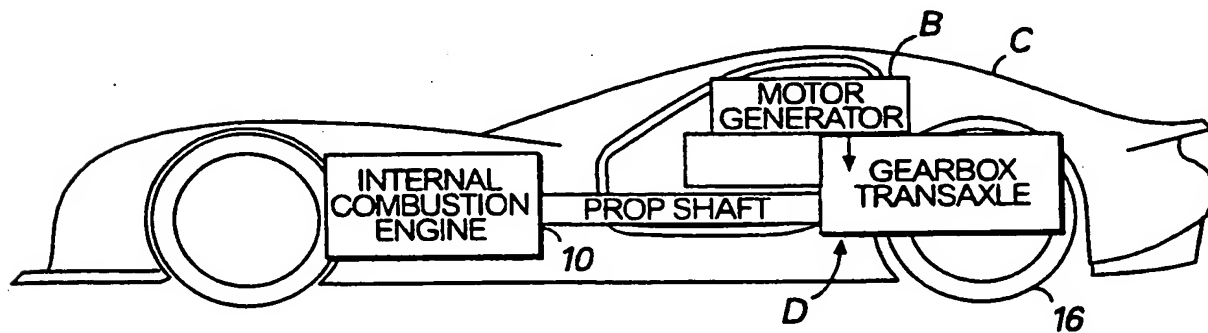 B
C
MOTOR
GENERATOR
INTERNAL
COMBUSTION
ENGINE
PROP SHAFT
GEARBOX
TRANSAXLE
10
D
16